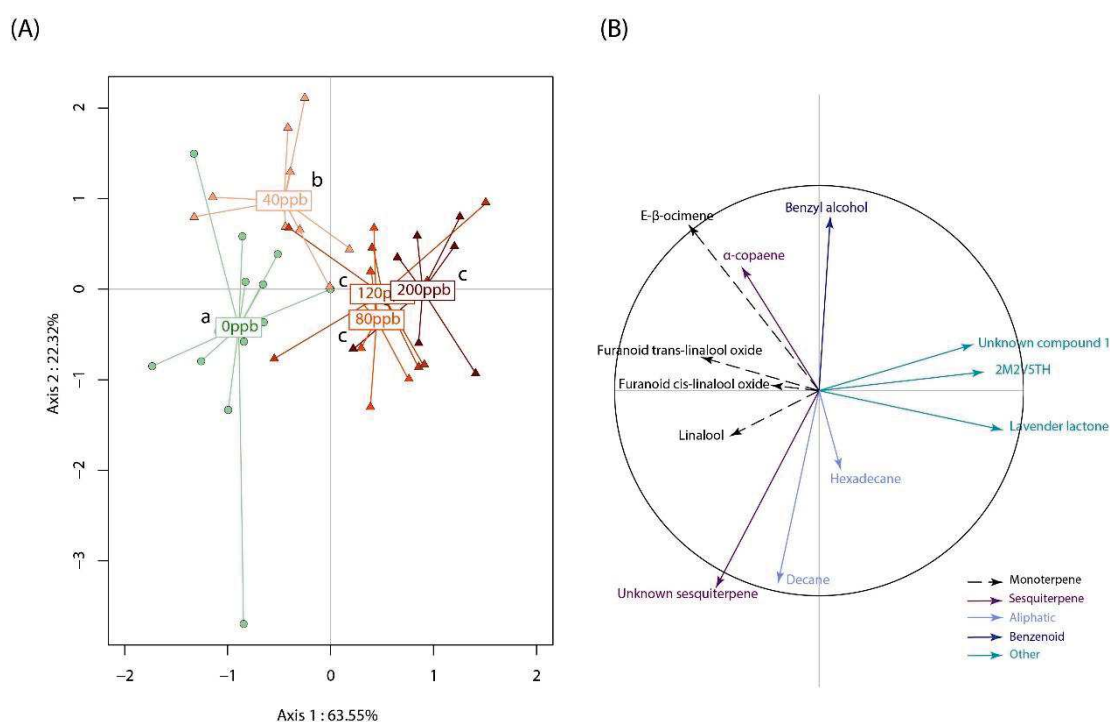 (A)
(B)
2
1
0
−1
−2
−3
Axis 2 : 22.32%
−2
−1
0
1
2
Axis 1 : 63.55%
b
40ppb
a
0ppb
c
120p
c
200ppb
c
80ppb
E-β-ocimene
Benzyl alcohol
α-copaene
Unknown compound 1
Furanoid trans-linalool oxide
2M2V5TH
Furanoid cis-linalool oxide
Lavender lactone
Linalool
Hexadecane
Decane
Unknown sesquiterpene
Monoterpene
Sesquiterpene
Aliphatic
Benzenoid
Other